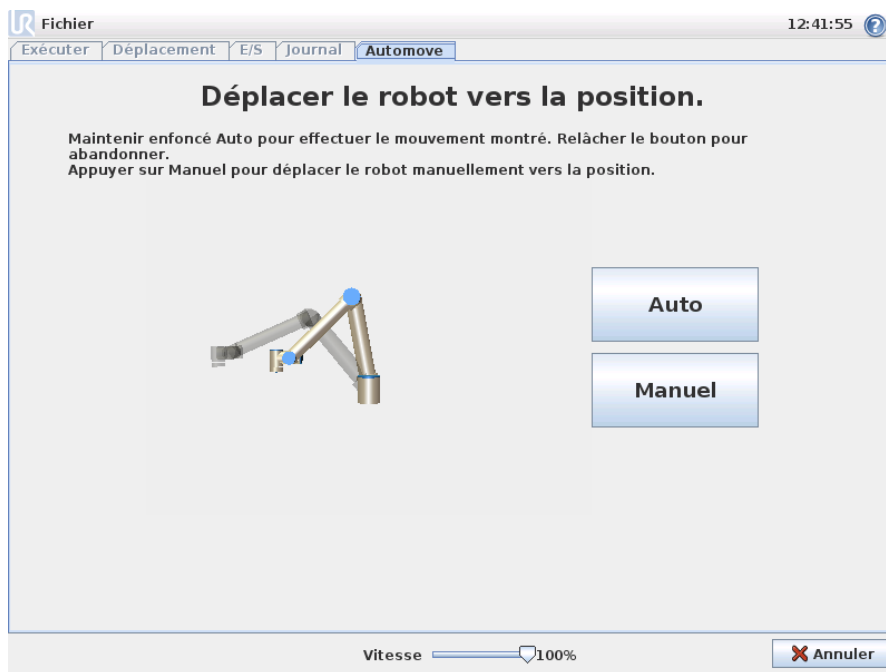 UR Fichier 12:41:55 ?
Exécuter Déplacement E/S Journal Automove
Déplacer le robot vers la position.
Maintenir enfoncé Auto pour effectuer le mouvement montré. Relâcher le bouton pour
abandonner.
Appuyer sur Manuel pour déplacer le robot manuellement vers la position.
Auto
Manuel
Vitesse 100% Annuler